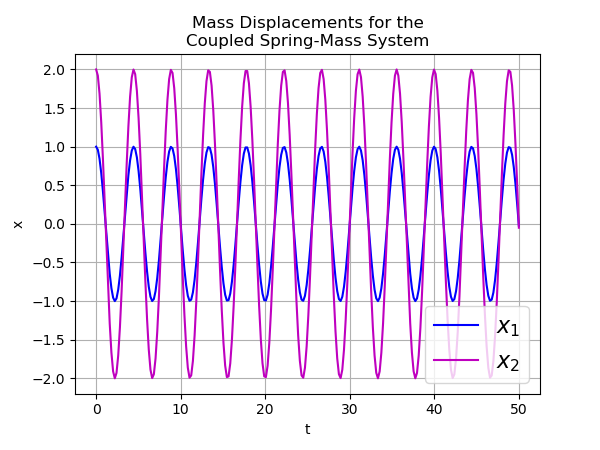 Mass Displacements for the
Coupled Spring-Mass System
2.0
1.5
1.0
0.5
0.0
−0.5
−1.0
−1.5
−2.0
x
0 10 20 30 40 50
t
x₁
x₂